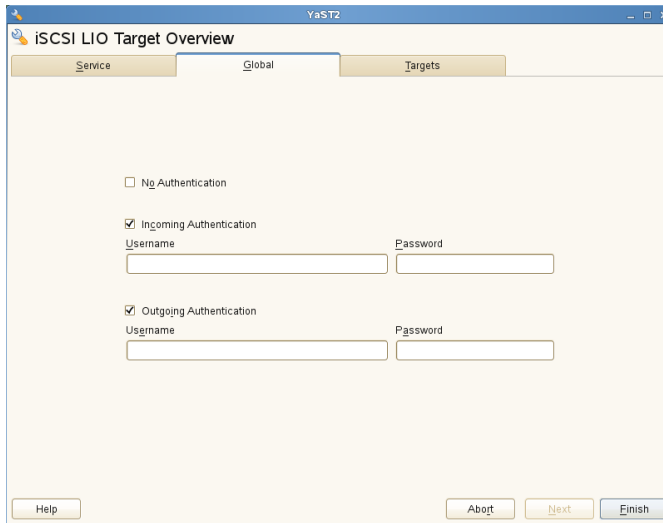 YaST2
iSCSI LIO Target Overview
Service Global Targets
No Authentication
Incoming Authentication
Username Password
Outgoing Authentication
Username Password
Help Abort Next Finish